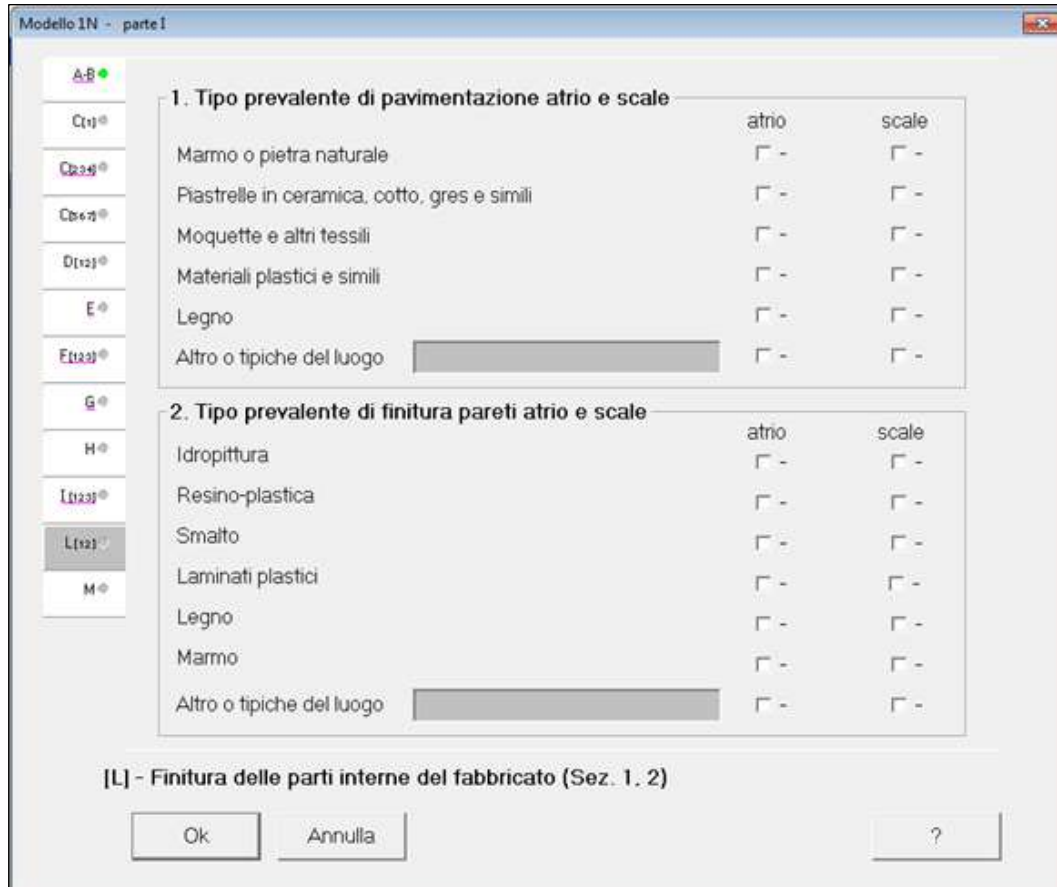 Modello 1N - parte I
A-B
C[1]
C[2 3 4]
C[5 6 7]
D[1 2]
E
F[1 2 3]
G
H
I[1 2 3]
L[1 2]
M
1. Tipo prevalente di pavimentazione atrio e scale
atrio scale
Marmo o pietra naturale - -
Piastrelle in ceramica, cotto, gres e simili - -
Moquette e altri tessili - -
Materiali plastici e simili - -
Legno - -
Altro o tipiche del luogo - -
2. Tipo prevalente di finitura pareti atrio e scale
atrio scale
Idropittura - -
Resino-plastica - -
Smalto - -
Laminati plastici - -
Legno - -
Marmo - -
Altro o tipiche del luogo - -
[L] - Finitura delle parti interne del fabbricato (Sez. 1, 2)
Ok Annulla ?